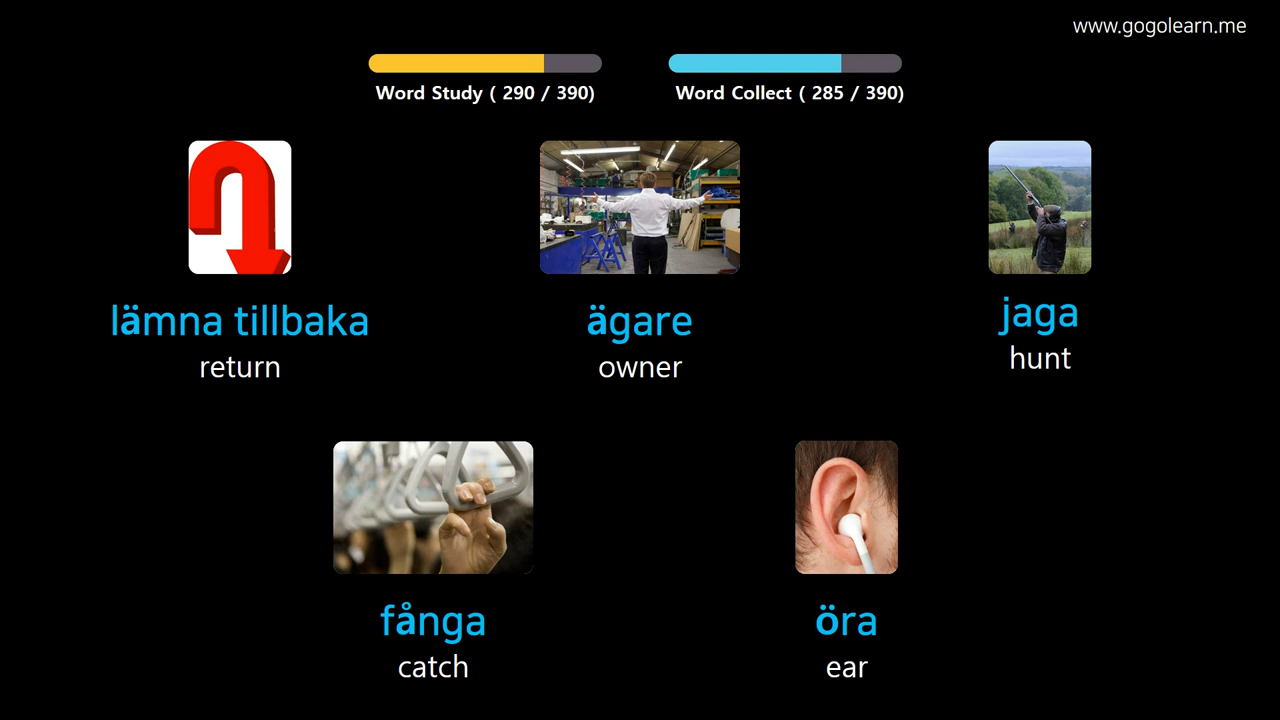 www.gogolearn.me
Word Study ( 290 / 390)
Word Collect ( 285 / 390)
lämna tillbaka
return
ägare
owner
jaga
hunt
fånga
catch
öra
ear